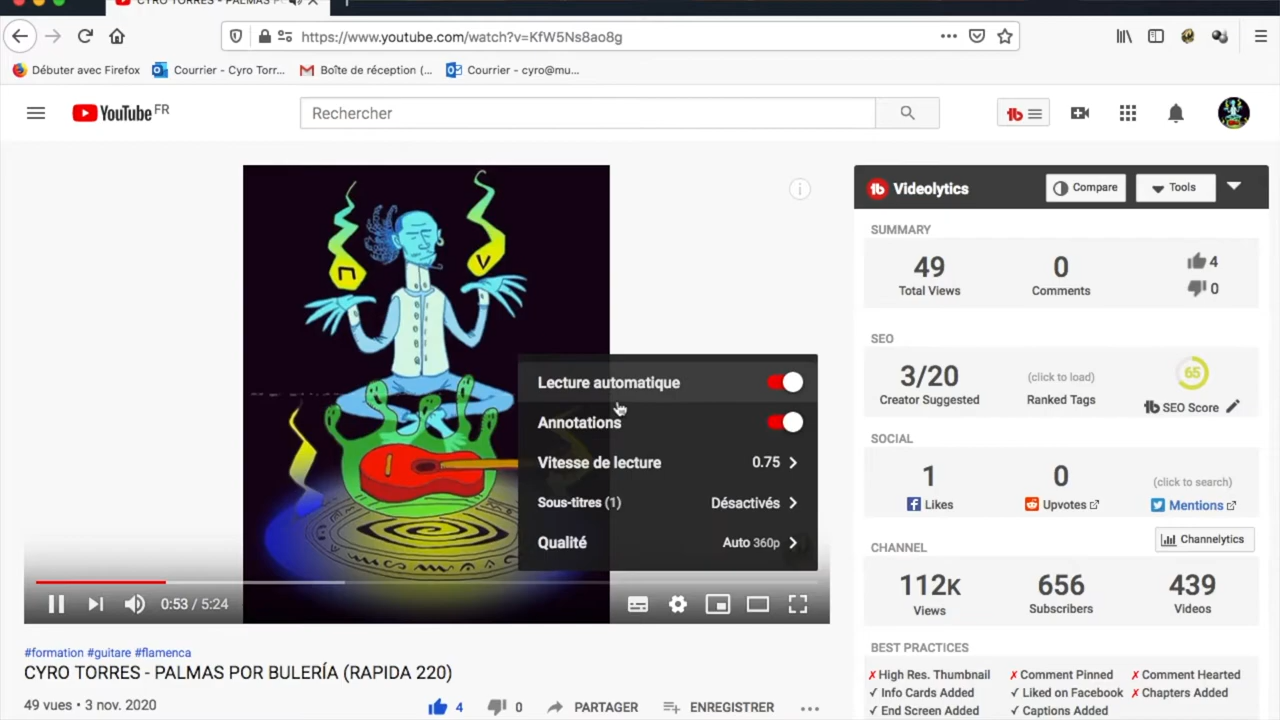 CYRO TORRES - PALMAS PO
https://www.youtube.com/watch?v=KfW5Ns8ao8g
Débuter avec Firefox
Courrier - Cyro Torr...
Boîte de réception (...
Courrier - cyro@mu...
YouTube FR
Rechercher
tb
tb Videolytics
Compare
Tools
SUMMARY
49
0
4
Total Views
Comments
0
SEO
3/20
(click to load)
65
Creator Suggested
Ranked Tags
tb SEO Score
SOCIAL
1
0
(click to search)
Likes
Upvotes
Mentions
CHANNEL
Channelytics
112K
656
439
Views
Subscribers
Videos
BEST PRACTICES
✗ High Res. Thumbnail
✗ Comment Pinned
✗ Comment Hearted
✓ Info Cards Added
✓ Liked on Facebook
✗ Chapters Added
✓ End Screen Added
✓ Captions Added
Π
V
Lecture automatique
Annotations
Vitesse de lecture 0.75
Sous-titres (1) Désactivés
Qualité Auto 360p
0:53 / 5:24
#formation #guitare #flamenca
CYRO TORRES - PALMAS POR BULERÍA (RAPIDA 220)
49 vues • 3 nov. 2020
4
0
PARTAGER
ENREGISTRER